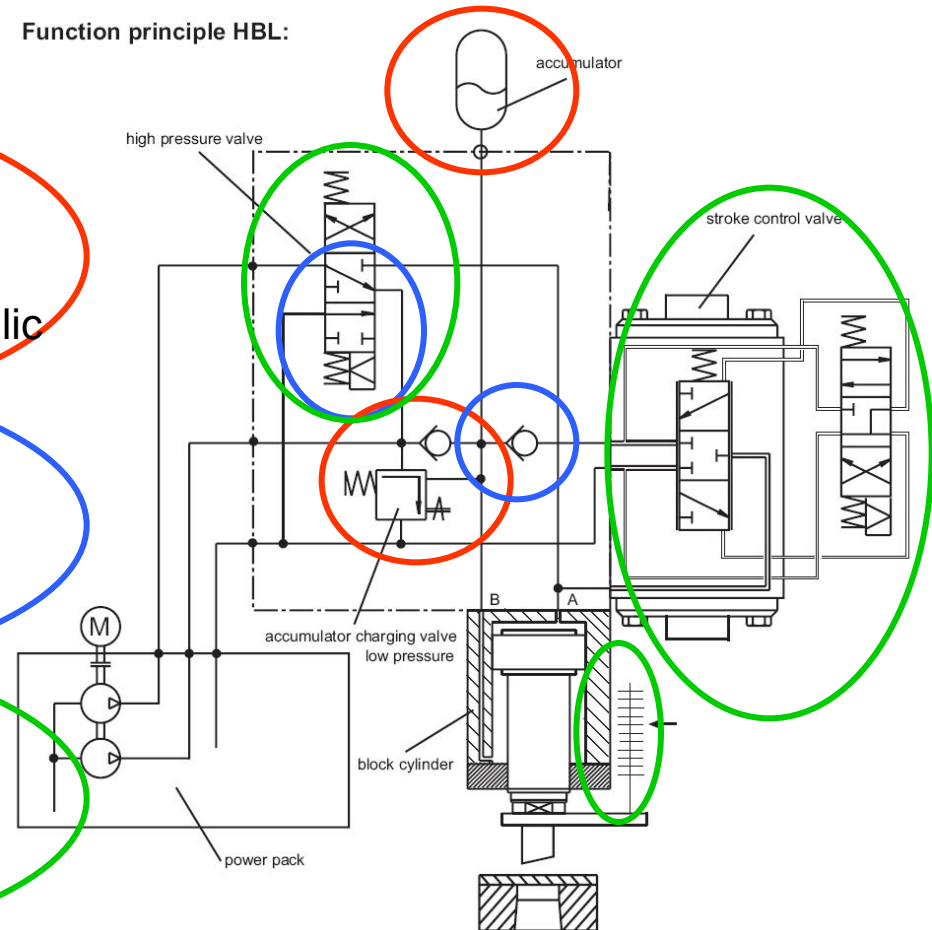 Function principle HBL:
accumulator
high pressure valve
stroke control valve
lic
B
A
M
accumulator charging valve
low pressure
block cylinder
power pack